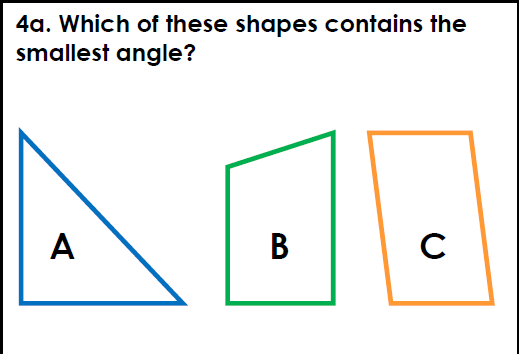 4a. Which of these shapes contains the
smallest angle?
A
B
C